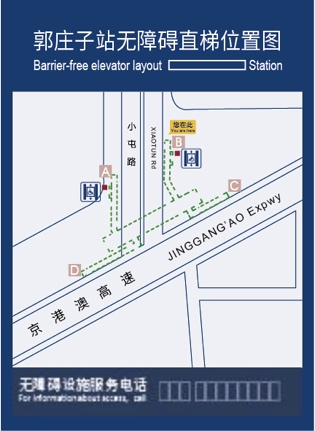 郭庄子站无障碍直梯位置图
Barrier-free elevator layout Station
您在此
You are here
小屯路
XIAOTUN Rd
A
B
C
D
JINGGANG'AO Expwy
京港澳高速
无障碍设施服务电话
For information about access, call